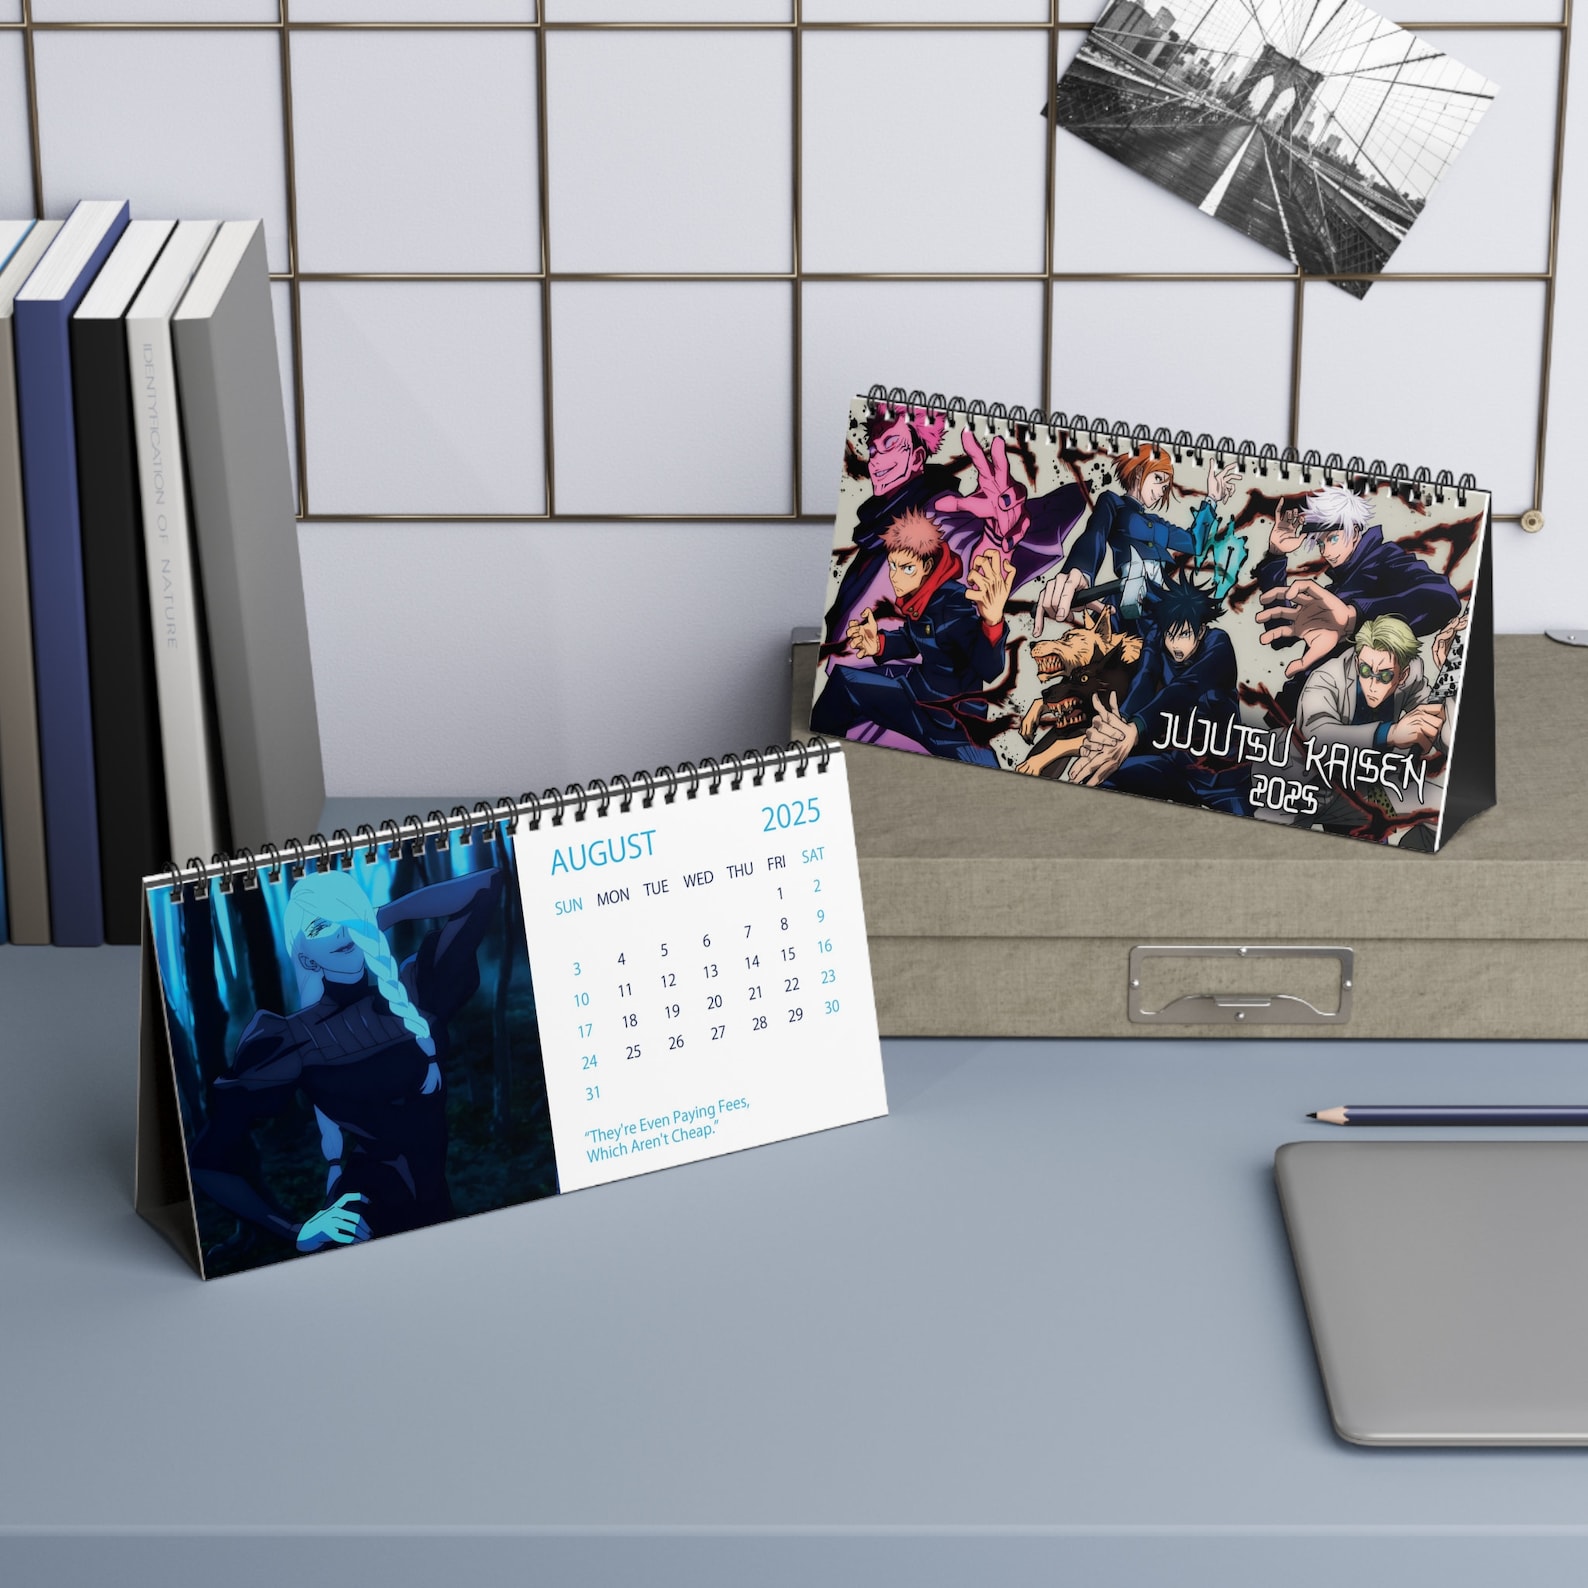 IDENTYFICATION OF NATURE
JUJUTSU KAISEN
2025
AUGUST 2025
SUN MON TUE WED THU FRI SAT
1 2
3 4 5 6 7 8 9
10 11 12 13 14 15 16
17 18 19 20 21 22 23
24 25 26 27 28 29 30
31
"They're Even Paying Fees,
Which Aren't Cheap."